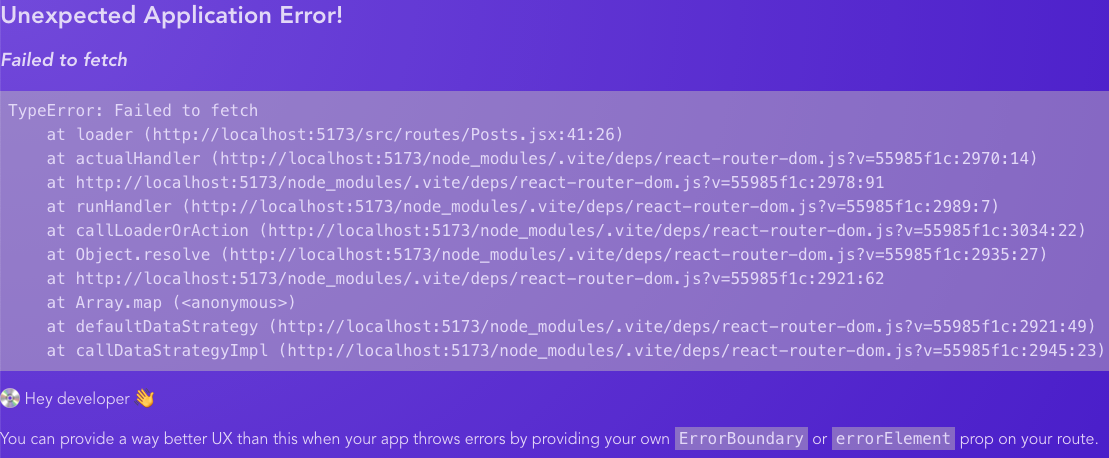 Unexpected Application Error!
Failed to fetch
TypeError: Failed to fetch
    at loader (http://localhost:5173/src/routes/Posts.jsx:41:26)
    at actualHandler (http://localhost:5173/node_modules/.vite/deps/react-router-dom.js?v=55985f1c:2970:14)
    at http://localhost:5173/node_modules/.vite/deps/react-router-dom.js?v=55985f1c:2978:91
    at runHandler (http://localhost:5173/node_modules/.vite/deps/react-router-dom.js?v=55985f1c:2989:7)
    at callLoaderOrAction (http://localhost:5173/node_modules/.vite/deps/react-router-dom.js?v=55985f1c:3034:22)
    at Object.resolve (http://localhost:5173/node_modules/.vite/deps/react-router-dom.js?v=55985f1c:2935:27)
    at http://localhost:5173/node_modules/.vite/deps/react-router-dom.js?v=55985f1c:2921:62
    at Array.map (<anonymous>)
    at defaultDataStrategy (http://localhost:5173/node_modules/.vite/deps/react-router-dom.js?v=55985f1c:2921:49)
    at callDataStrategyImpl (http://localhost:5173/node_modules/.vite/deps/react-router-dom.js?v=55985f1c:2945:23)
💿 Hey developer 👋
You can provide a way better UX than this when your app throws errors by providing your own ErrorBoundary or errorElement prop on your route.